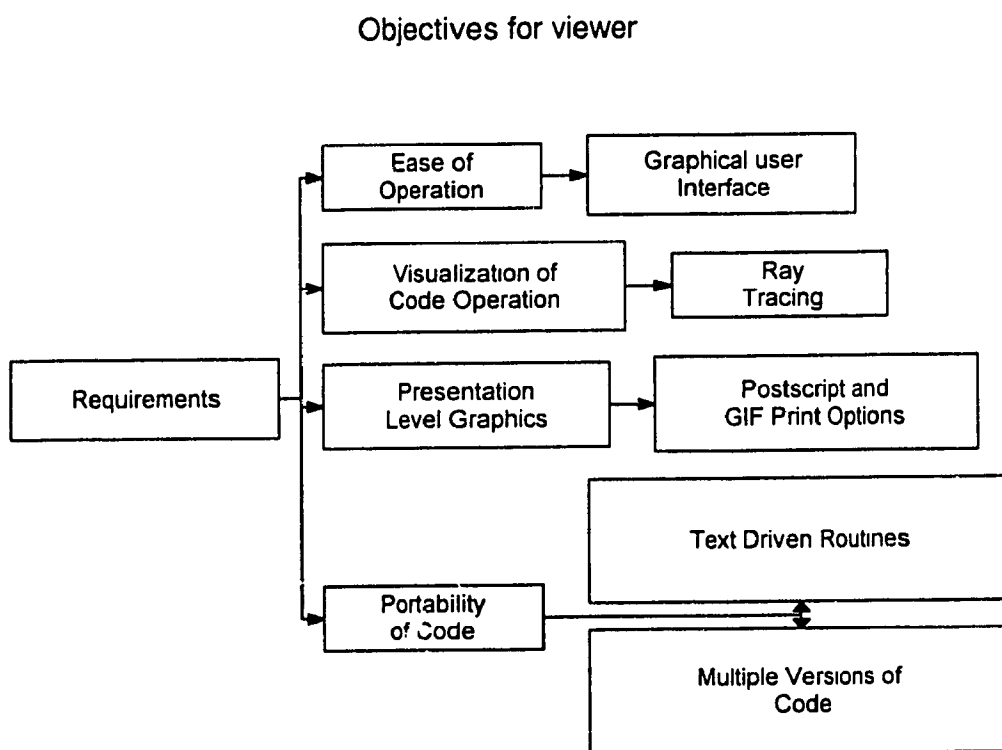 Objectives for viewer
Ease of
Operation
Graphical user
Interface
Visualization of
Code Operation
Ray
Tracing
Requirements
Presentation
Level Graphics
Postscript and
GIF Print Options
Text Driven Routines
Portability
of Code
Multiple Versions of
Code